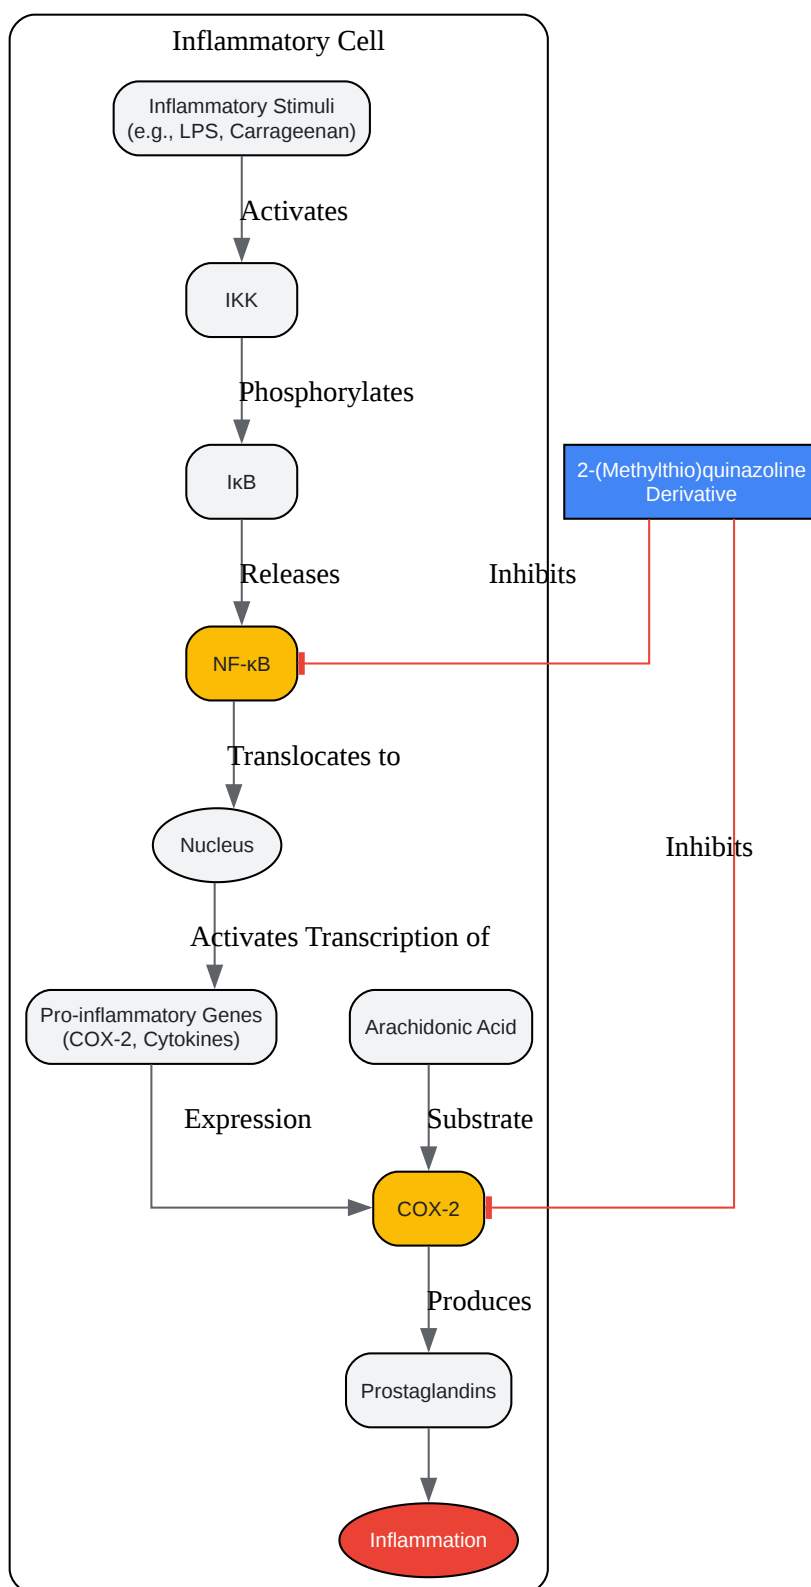 Inflammatory Cell
Inflammatory Stimuli
(e.g., LPS, Carrageenan)
Activates
IKK
Phosphorylates
IκB
2-(Methylthio)quinazoline
Derivative
Releases
Inhibits
NF-κB
Translocates to
Nucleus
Inhibits
Activates Transcription of
Pro-inflammatory Genes
(COX-2, Cytokines)
Arachidonic Acid
Expression
Substrate
COX-2
Produces
Prostaglandins
Inflammation